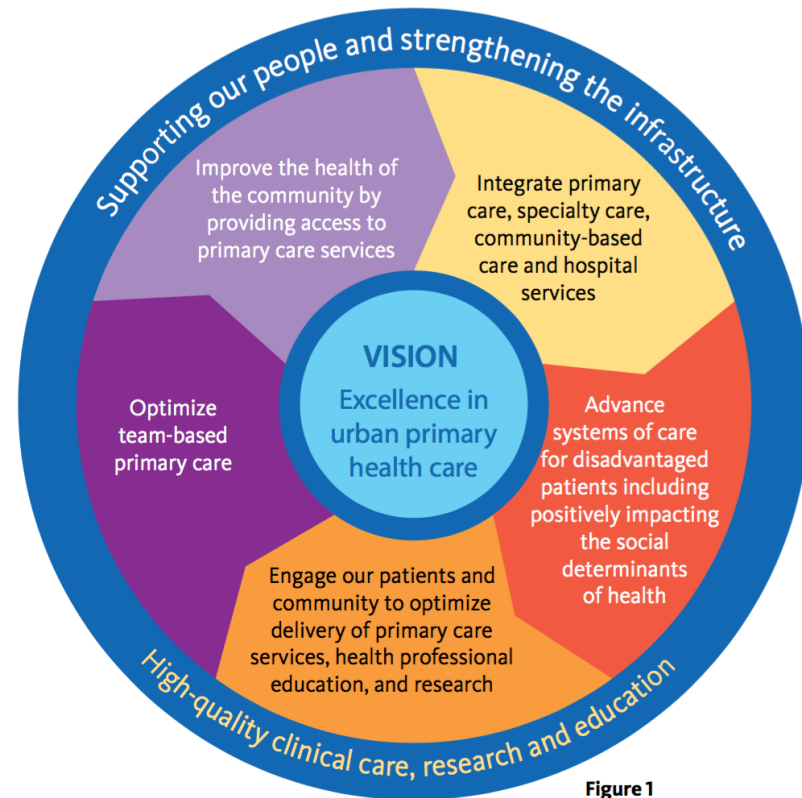 Supporting our people and strengthening the infrastructure
Improve the health of
the community by
providing access to
primary care services
Integrate primary
care, specialty care,
community-based
care and hospital
services
VISION
Excellence in
urban primary
health care
Optimize
team-based
primary care
Advance
systems of care
for disadvantaged
patients including
positively impacting
the social
determinants
of health
Engage our patients and
community to optimize
delivery of primary care
services, health professional
education, and research
High-quality clinical care, research and education
Figure 1